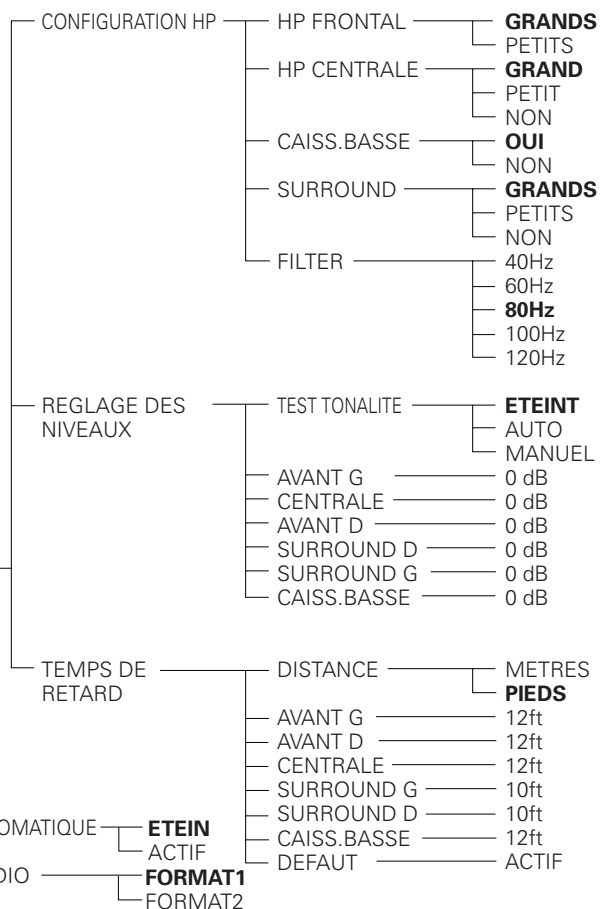 CONFIGURATION HP
HP FRONTAL
GRANDS
PETITS
HP CENTRALE
GRAND
PETIT
NON
CAISS.BASSE
OUI
NON
SURROUND
GRANDS
PETITS
NON
FILTER
40Hz
60Hz
80Hz
100Hz
120Hz
REGLAGE DES
NIVEAUX
TEST TONALITE
ETEINT
AUTO
MANUEL
AVANT G 0 dB
CENTRALE 0 dB
AVANT D 0 dB
SURROUND D 0 dB
SURROUND G 0 dB
CAISS.BASSE 0 dB
TEMPS DE
RETARD
DISTANCE
METRES
PIEDS
AVANT G 12ft
AVANT D 12ft
CENTRALE 12ft
SURROUND G 10ft
SURROUND D 10ft
CAISS.BASSE 12ft
DEFAUT ACTIF
OMATIQUE
ETEIN
ACTIF
DIO
FORMAT1
FORMAT2